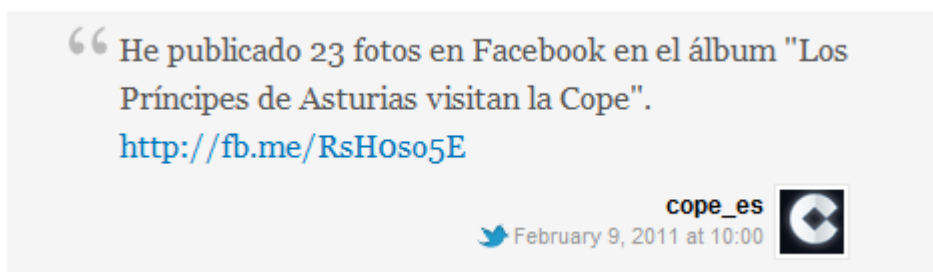 “ He publicado 23 fotos en Facebook en el álbum "Los
Príncipes de Asturias visitan la Cope".
http://fb.me/RsH0so5E
cope_es
February 9, 2011 at 10:00